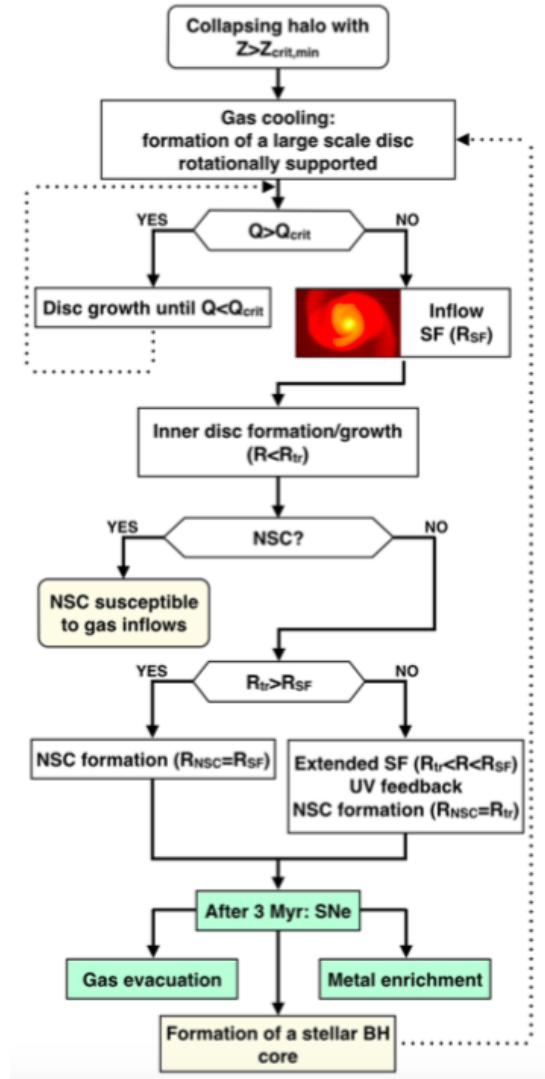 Collapsing halo with
Z>Zcrit,min
Gas cooling:
formation of a large scale disc
rotationally supported
YES
Q>Qcrit
NO
Disc growth until Q<Qcrit
Inflow
SF (RSF)
Inner disc formation/growth
(R<Rtr)
YES
NSC?
NO
NSC susceptible
to gas inflows
YES
Rtr>RSF
NO
NSC formation (RNSC=RSF)
Extended SF (Rtr<R<RSF)
UV feedback
NSC formation (RNSC=Rtr)
After 3 Myr: SNe
Gas evacuation
Metal enrichment
Formation of a stellar BH
core